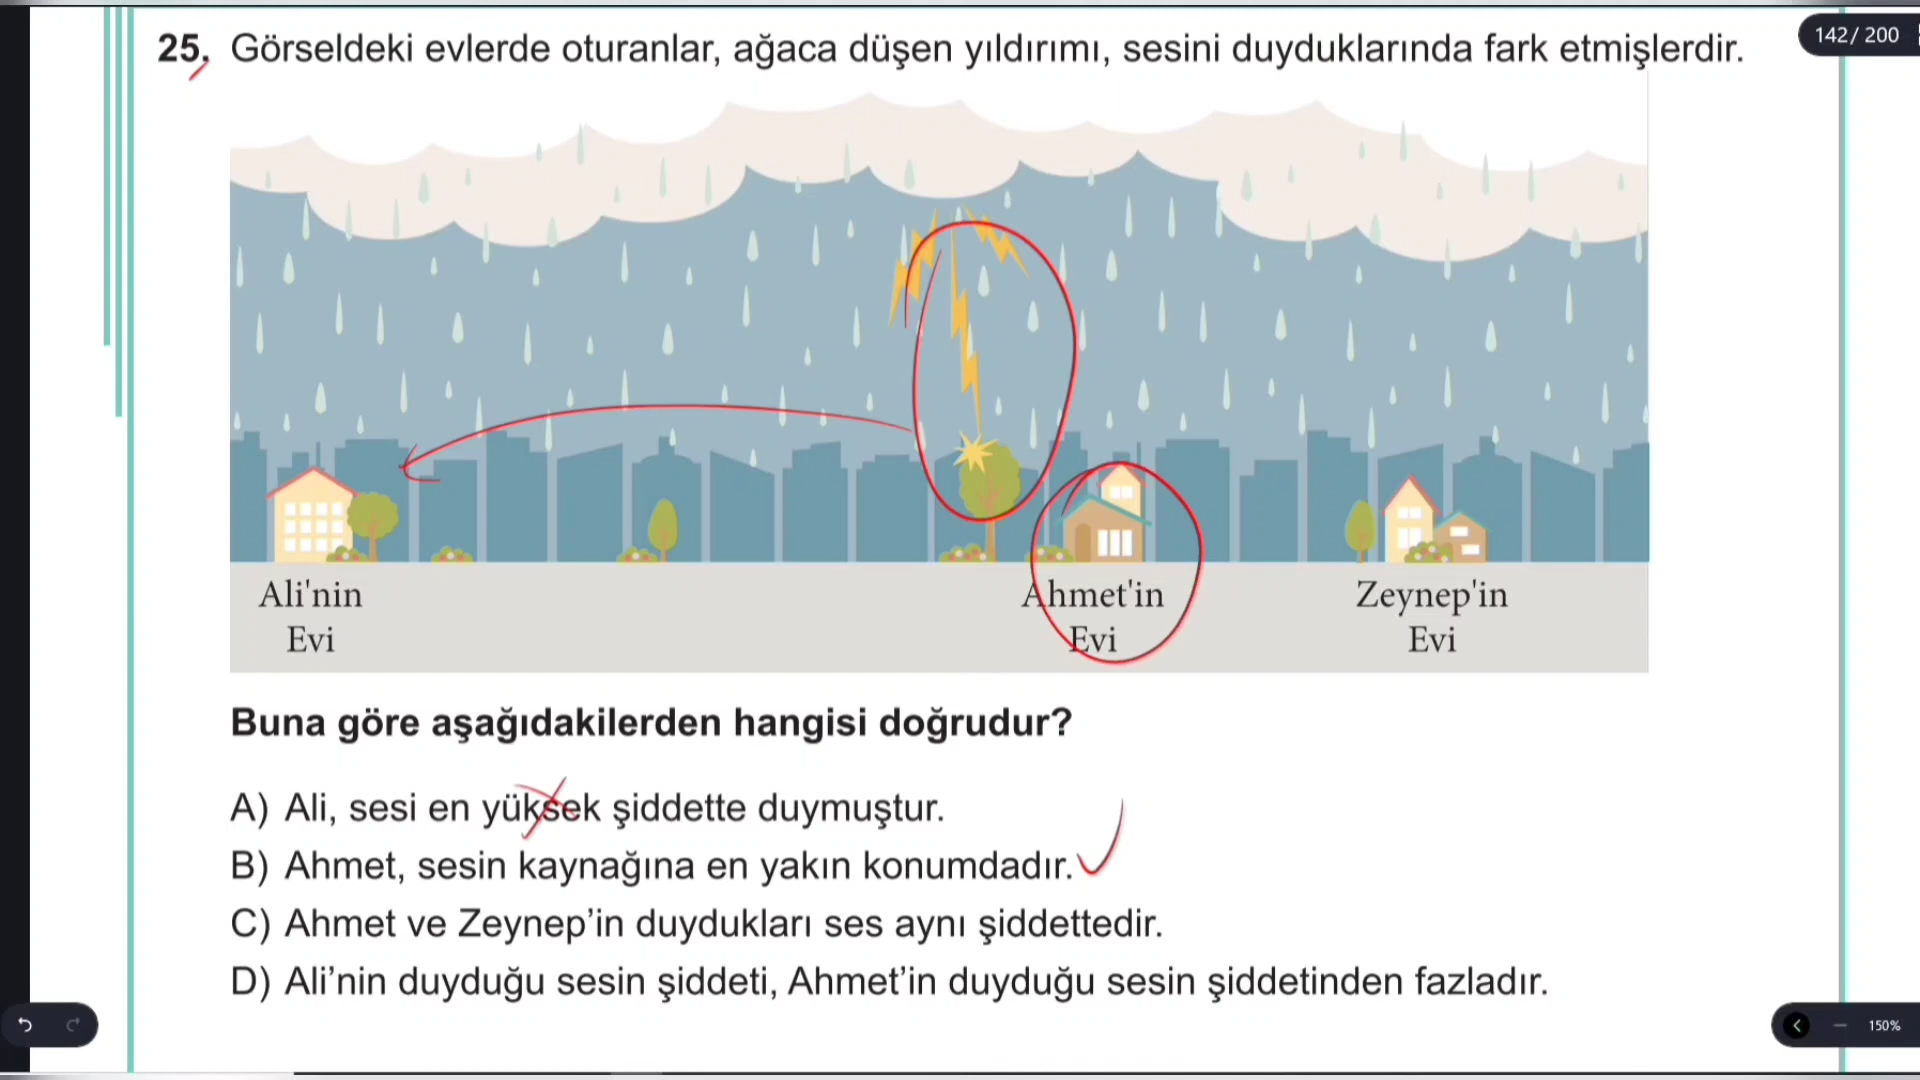 142/ 200
25. Görseldeki evlerde oturanlar, ağaca düşen yıldırımı, sesini duyduklarında fark etmişlerdir.
Ali'nin Evi
Ahmet'in Evi
Zeynep'in Evi
Buna göre aşağıdakilerden hangisi doğrudur?
A) Ali, sesi en yüksek şiddette duymuştur.
B) Ahmet, sesin kaynağına en yakın konumdadır.
C) Ahmet ve Zeynep’in duydukları ses aynı şiddettedir.
D) Ali’nin duyduğu sesin şiddeti, Ahmet’in duyduğu sesin şiddetinden fazladır.
150%